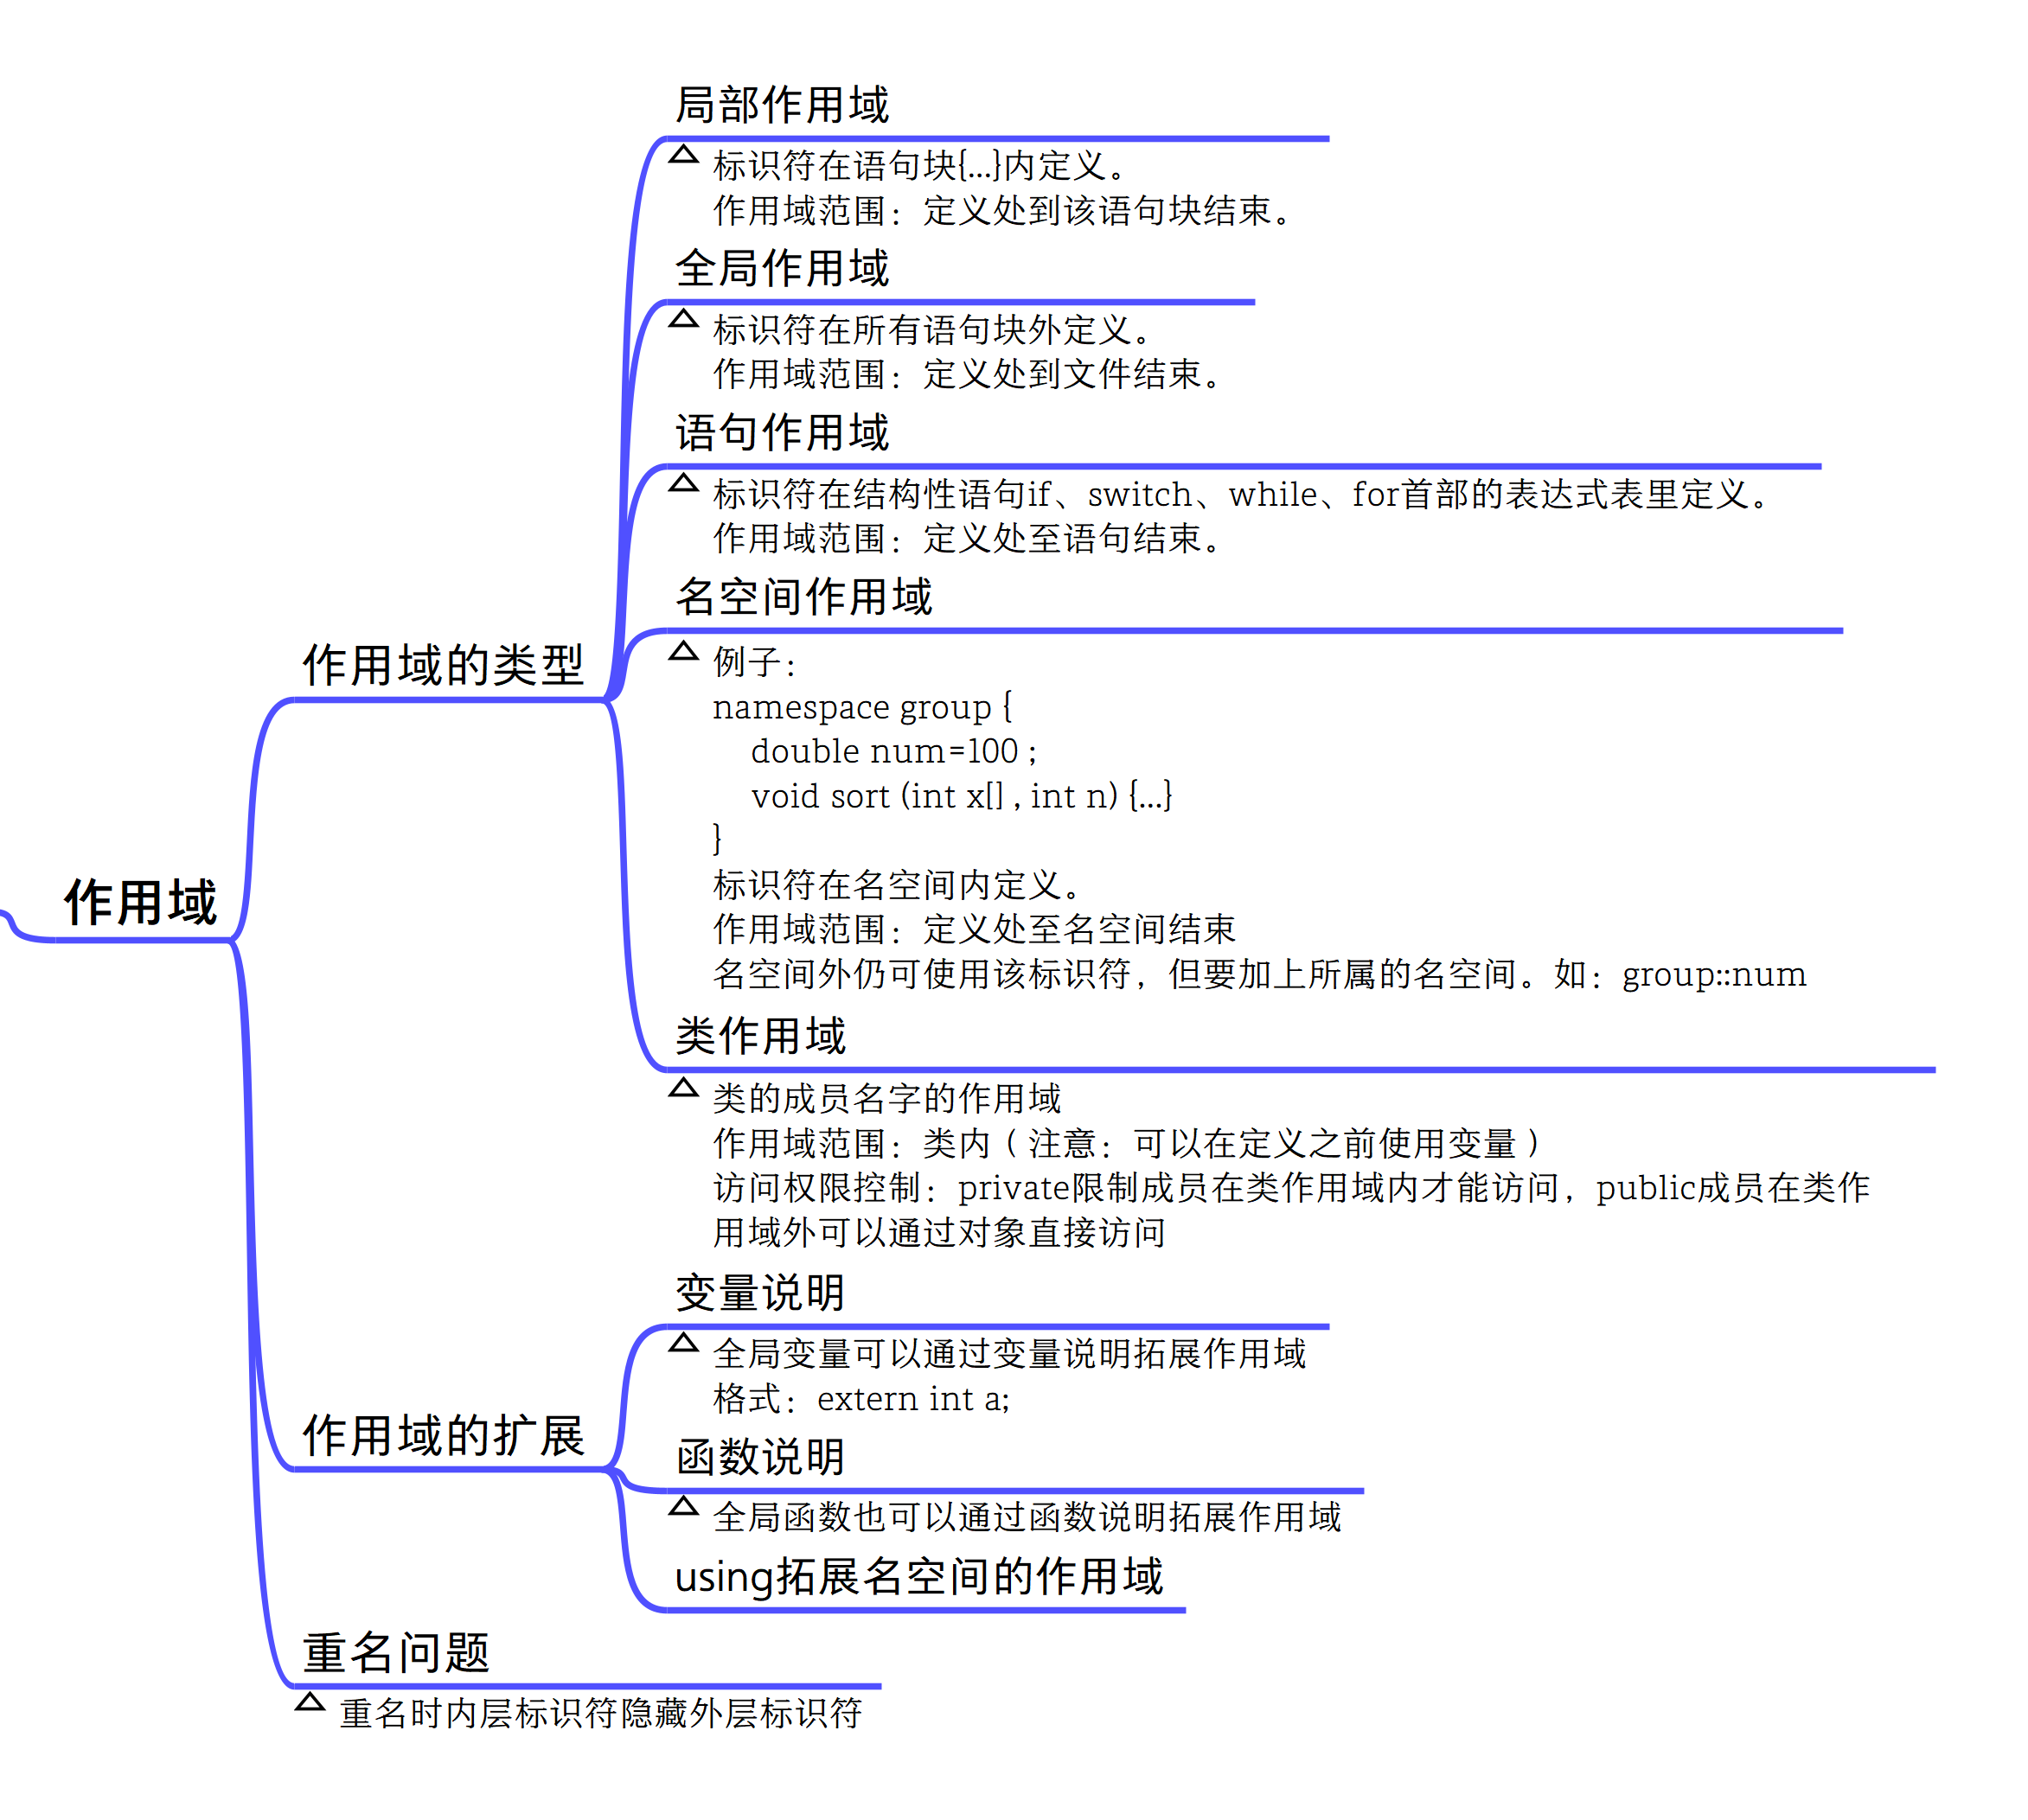 局部作用域
标识符在语句块{...}内定义。
作用域范围：定义处到该语句块结束。
全局作用域
标识符在所有语句块外定义。
作用域范围：定义处到文件结束。
语句作用域
标识符在结构性语句if、switch、while、for首部的表达式表里定义。
作用域范围：定义处至语句结束。
名空间作用域
作用域的类型
例子：
namespace group {
double num=100 ;
void sort (int x[] , int n) {...}
}
标识符在名空间内定义。
作用域
作用域范围：定义处至名空间结束
名空间外仍可使用该标识符，但要加上所属的名空间。如：group::num
类作用域
类的成员名字的作用域
作用域范围：类内（注意：可以在定义之前使用变量）
访问权限控制：private限制成员在类作用域内才能访问，public成员在类作
用域外可以通过对象直接访问
变量说明
全局变量可以通过变量说明拓展作用域
格式：extern int a;
作用域的扩展
函数说明
全局函数也可以通过函数说明拓展作用域
using拓展名空间的作用域
重名问题
重名时内层标识符隐藏外层标识符